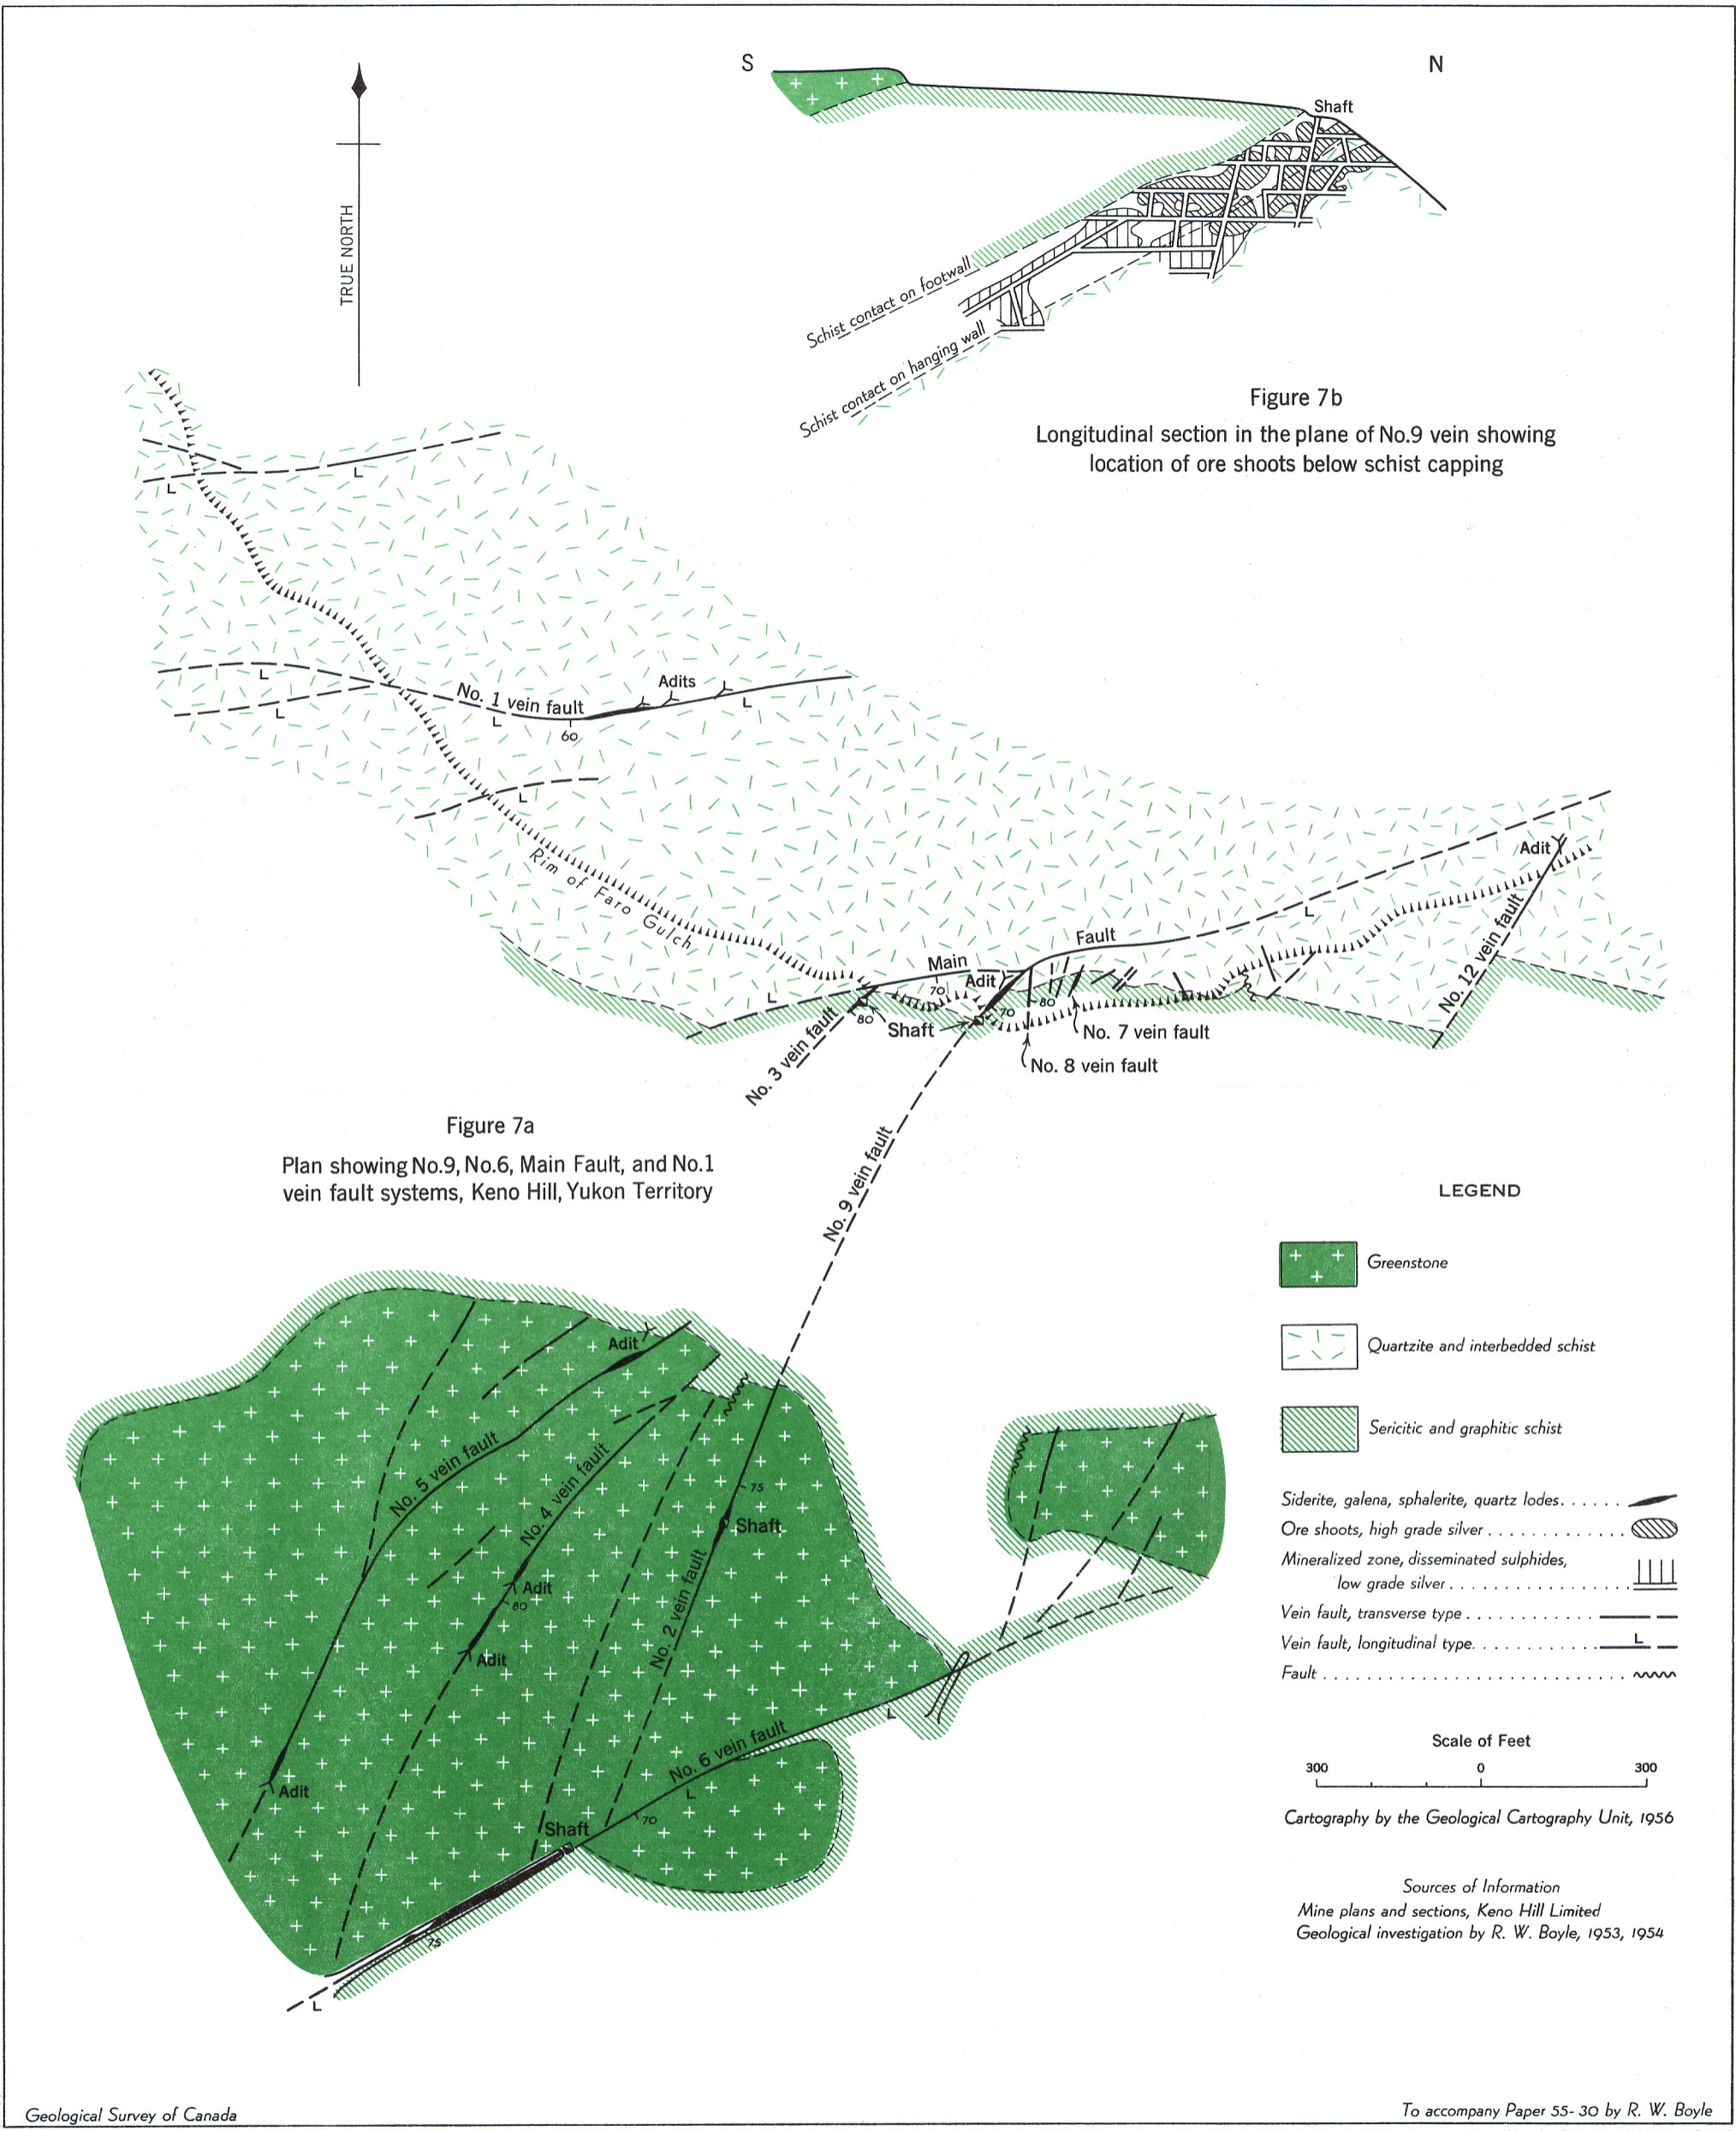 S
N
Shaft
TRUE NORTH
Schist contact on footwall
Schist contact on hanging wall
Figure 7b
Longitudinal section in the plane of No.9 vein showing
location of ore shoots below schist capping
L
L
L
L
No. 1 vein fault
Adits
L
L
60
L
Rim of Faro Gulch
Adit
L
Fault
Main
Adit
70
L
No. 12 vein fault
80
70
80
Shaft
No. 3 vein fault
No. 7 vein fault
No. 8 vein fault
Figure 7a
Plan showing No.9, No.6, Main Fault, and No.1
vein fault systems, Keno Hill, Yukon Territory
No. 9 vein fault
LEGEND
Greenstone
Quartzite and interbedded schist
Sericitic and graphitic schist
Siderite, galena, sphalerite, quartz lodes......
Ore shoots, high grade silver............
Mineralized zone, disseminated sulphides,
low grade silver................
Vein fault, transverse type............
Vein fault, longitudinal type............
L
Fault..........................
Adit
No. 5 vein fault
No. 4 vein fault
75
Shaft
Adit
80
No. 2 vein fault
Adit
L
No. 6 vein fault
L
Adit
70
Shaft
75
L
Scale of Feet
300 0 300
Cartography by the Geological Cartography Unit, 1956
Sources of Information
Mine plans and sections, Keno Hill Limited
Geological investigation by R. W. Boyle, 1953, 1954
Geological Survey of Canada
To accompany Paper 55-30 by R. W. Boyle